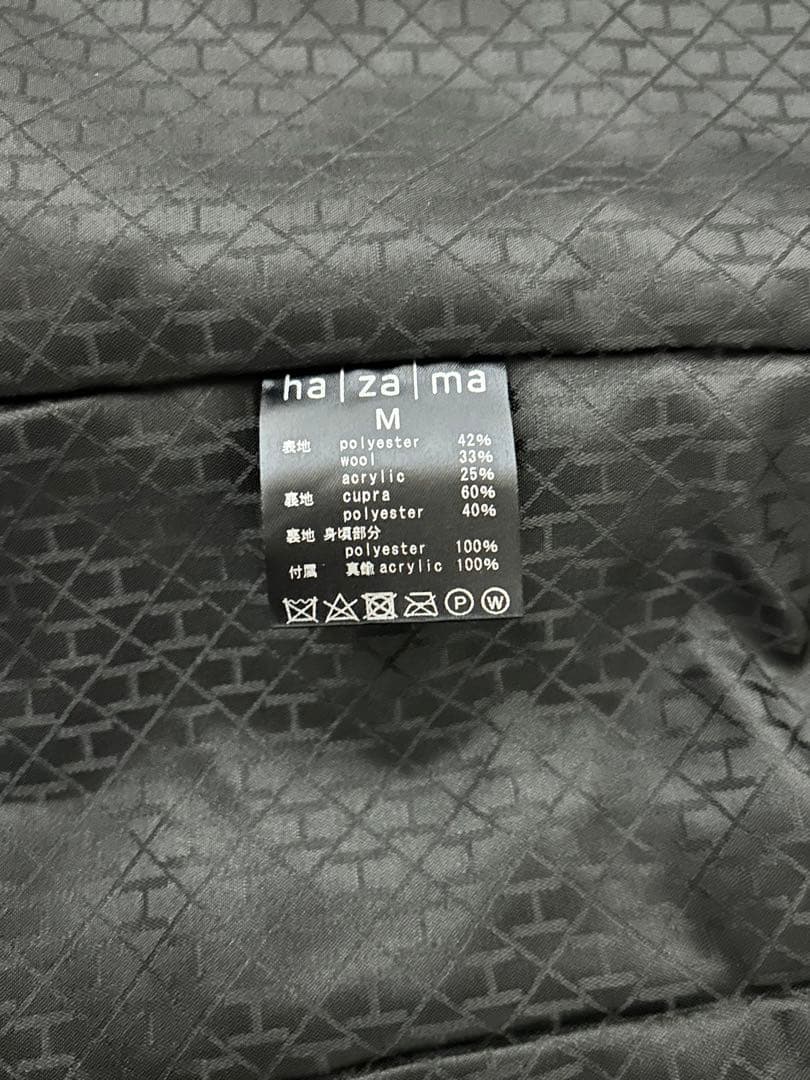 ha|za|ma
M
表地 polyester 42%
wool 33%
acrylic 25%
裏地 cupra 60%
polyester 40%
裏地 身頃部分
polyester 100%
付属 真鍮 acrylic 100%
P W